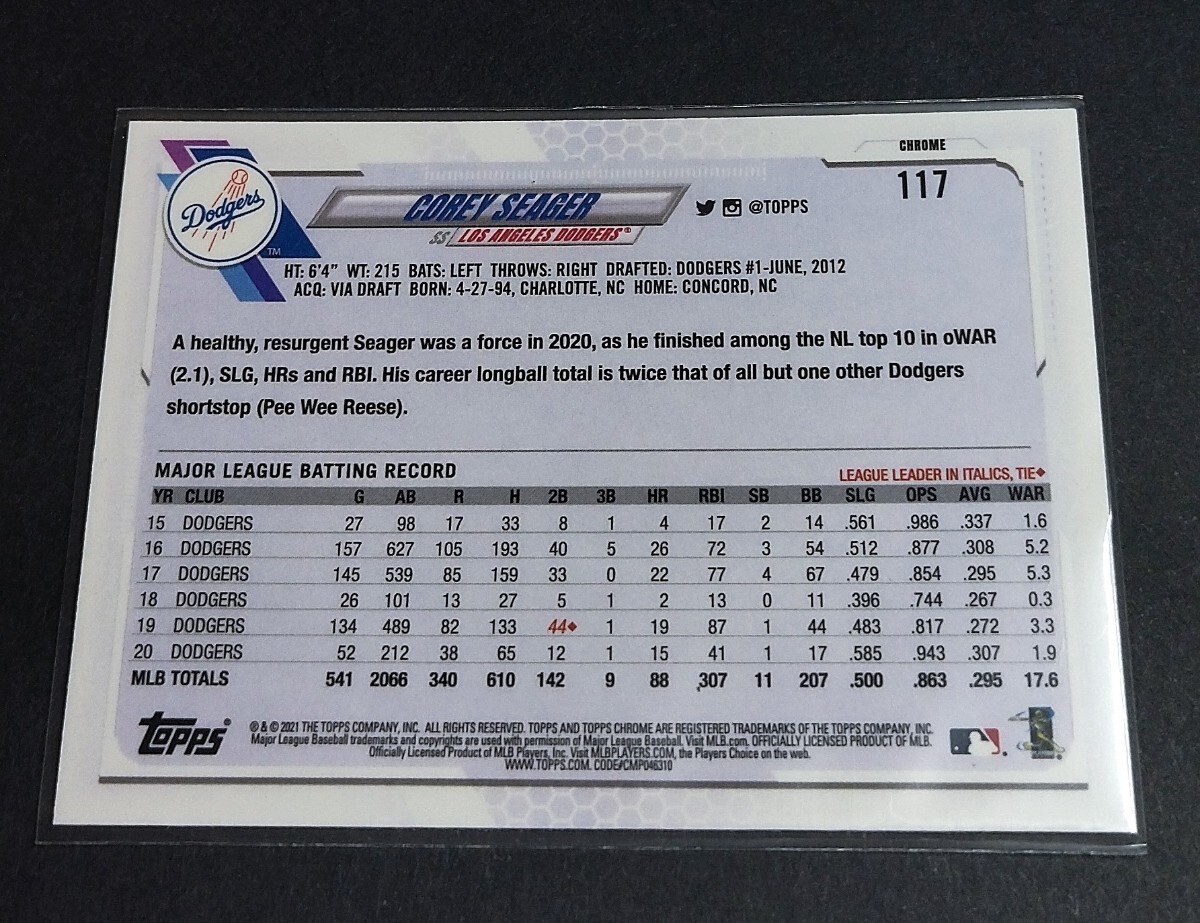 CHROME
117
Dodgers
TM
COREY SEAGER
@TOPPS
SS LOS ANGELES DODGERS®
HT: 6'4" WT: 215 BATS: LEFT THROWS: RIGHT DRAFTED: DODGERS #1-JUNE, 2012
ACQ: VIA DRAFT BORN: 4-27-94, CHARLOTTE, NC HOME: CONCORD, NC
A healthy, resurgent Seager was a force in 2020, as he finished among the NL top 10 in oWAR
(2.1), SLG, HRs and RBI. His career longball total is twice that of all but one other Dodgers
shortstop (Pee Wee Reese).
MAJOR LEAGUE BATTING RECORD LEAGUE LEADER IN ITALICS, TIE◆
YR CLUB G AB R H 2B 3B HR RBI SB BB SLG OPS AVG WAR
15 DODGERS 27 98 17 33 8 1 4 17 2 14 .561 .986 .337 1.6
16 DODGERS 157 627 105 193 40 5 26 72 3 54 .512 .877 .308 5.2
17 DODGERS 145 539 85 159 33 0 22 77 4 67 .479 .854 .295 5.3
18 DODGERS 26 101 13 27 5 1 2 13 0 11 .396 .744 .267 0.3
19 DODGERS 134 489 82 133 44◆ 1 19 87 1 44 .483 .817 .272 3.3
20 DODGERS 52 212 38 65 12 1 15 41 1 17 .585 .943 .307 1.9
MLB TOTALS 541 2066 340 610 142 9 88 307 11 207 .500 .863 .295 17.6
Topps®
® & © 2021 THE TOPPS COMPANY, INC. ALL RIGHTS RESERVED. TOPPS AND TOPPS CHROME ARE REGISTERED TRADEMARKS OF THE TOPPS COMPANY, INC.
Major League Baseball trademarks and copyrights are used with permission of Major League Baseball. Visit MLB.com. OFFICIALLY LICENSED PRODUCT OF MLB.
Officially Licensed Product of MLB Players, Inc. Visit MLBPLAYERS.COM, the Players Choice on the web.
WWW.TOPPS.COM. CODE#CMP046310